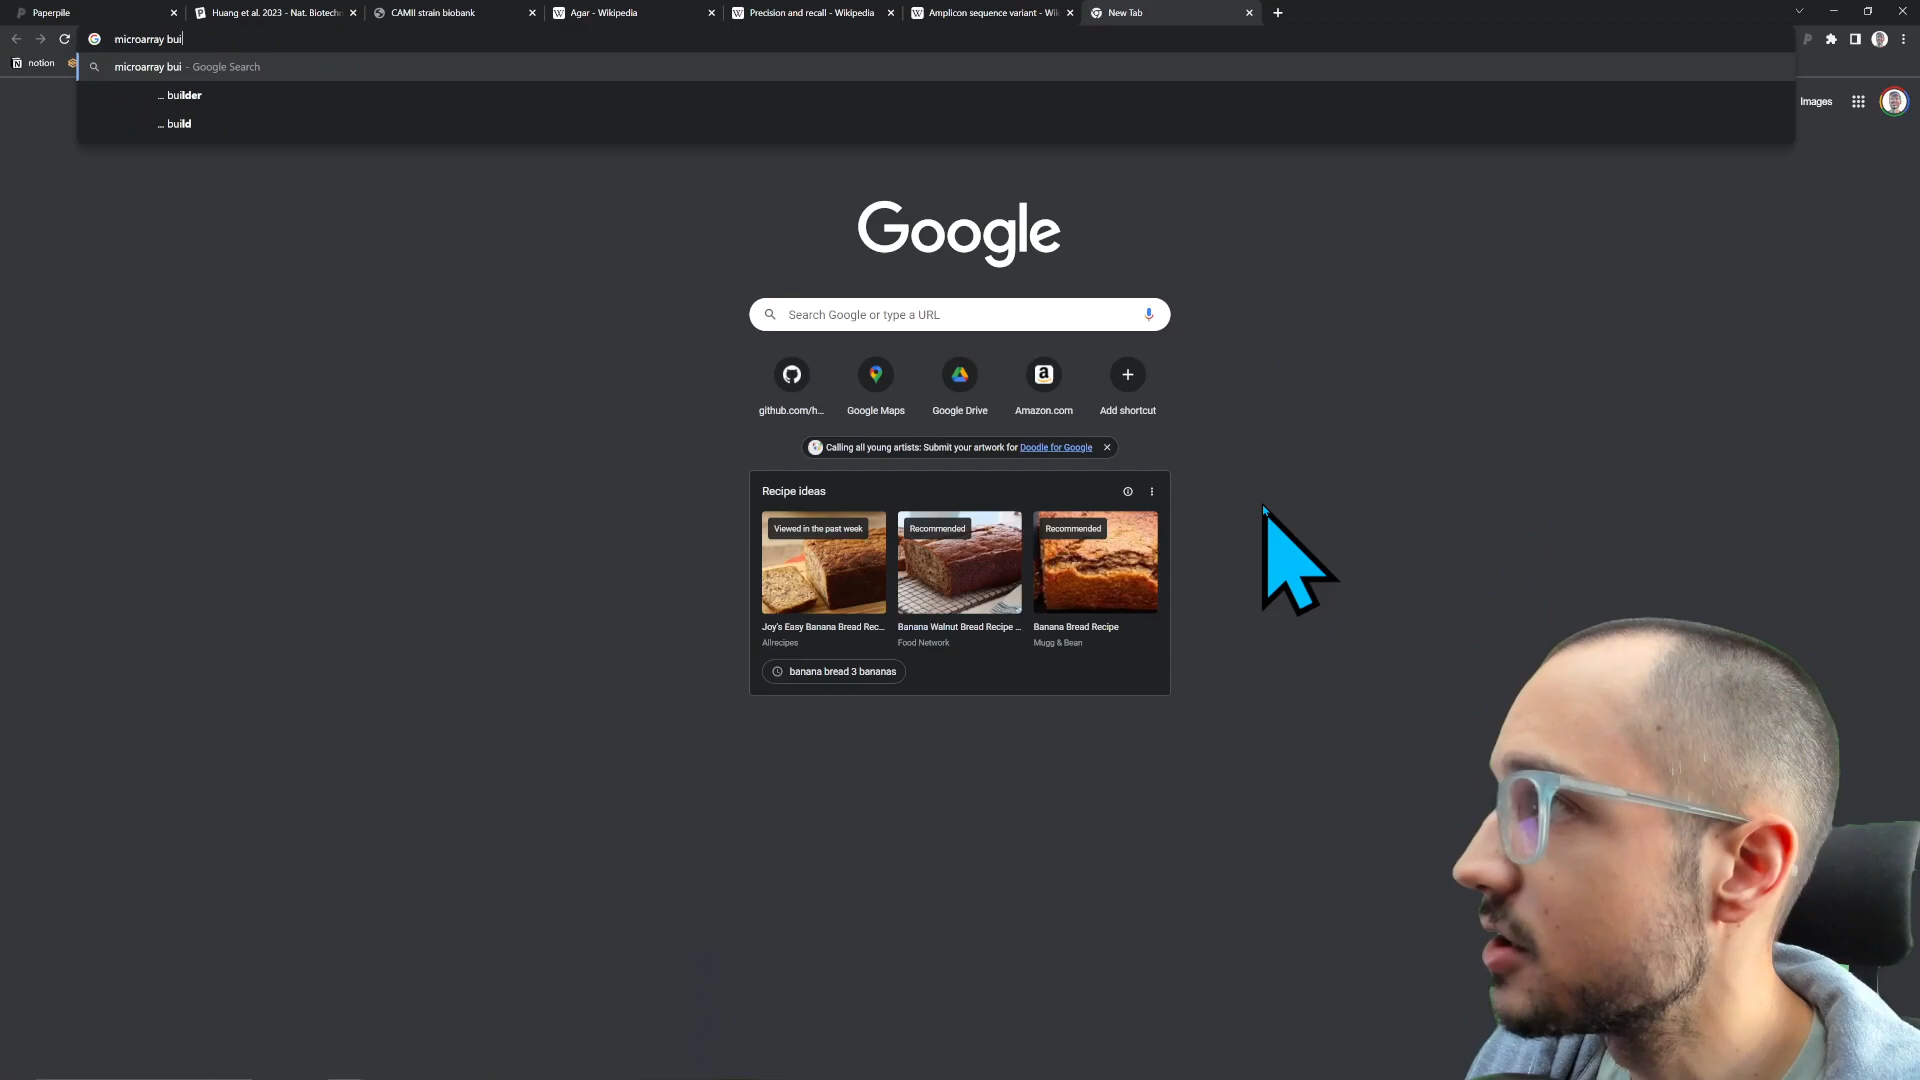 Paperpile
Huang et al. 2023 - Nat. Biotech
CAMII strain biobank
Agar - Wikipedia
Precision and recall - Wikipedia
Amplicon sequence variant - Wi
New Tab
microarray bui
notion
microarray bui - Google Search
... builder
... build
Images
Google
Search Google or type a URL
github.com/h...
Google Maps
Google Drive
Amazon.com
Add shortcut
Calling all young artists: Submit your artwork for Doodle for Google
Recipe ideas
Viewed in the past week
Recommended
Recommended
Joy's Easy Banana Bread Rec...
Banana Walnut Bread Recipe ...
Banana Bread Recipe
Allrecipes
Food Network
Mugg & Bean
banana bread 3 bananas